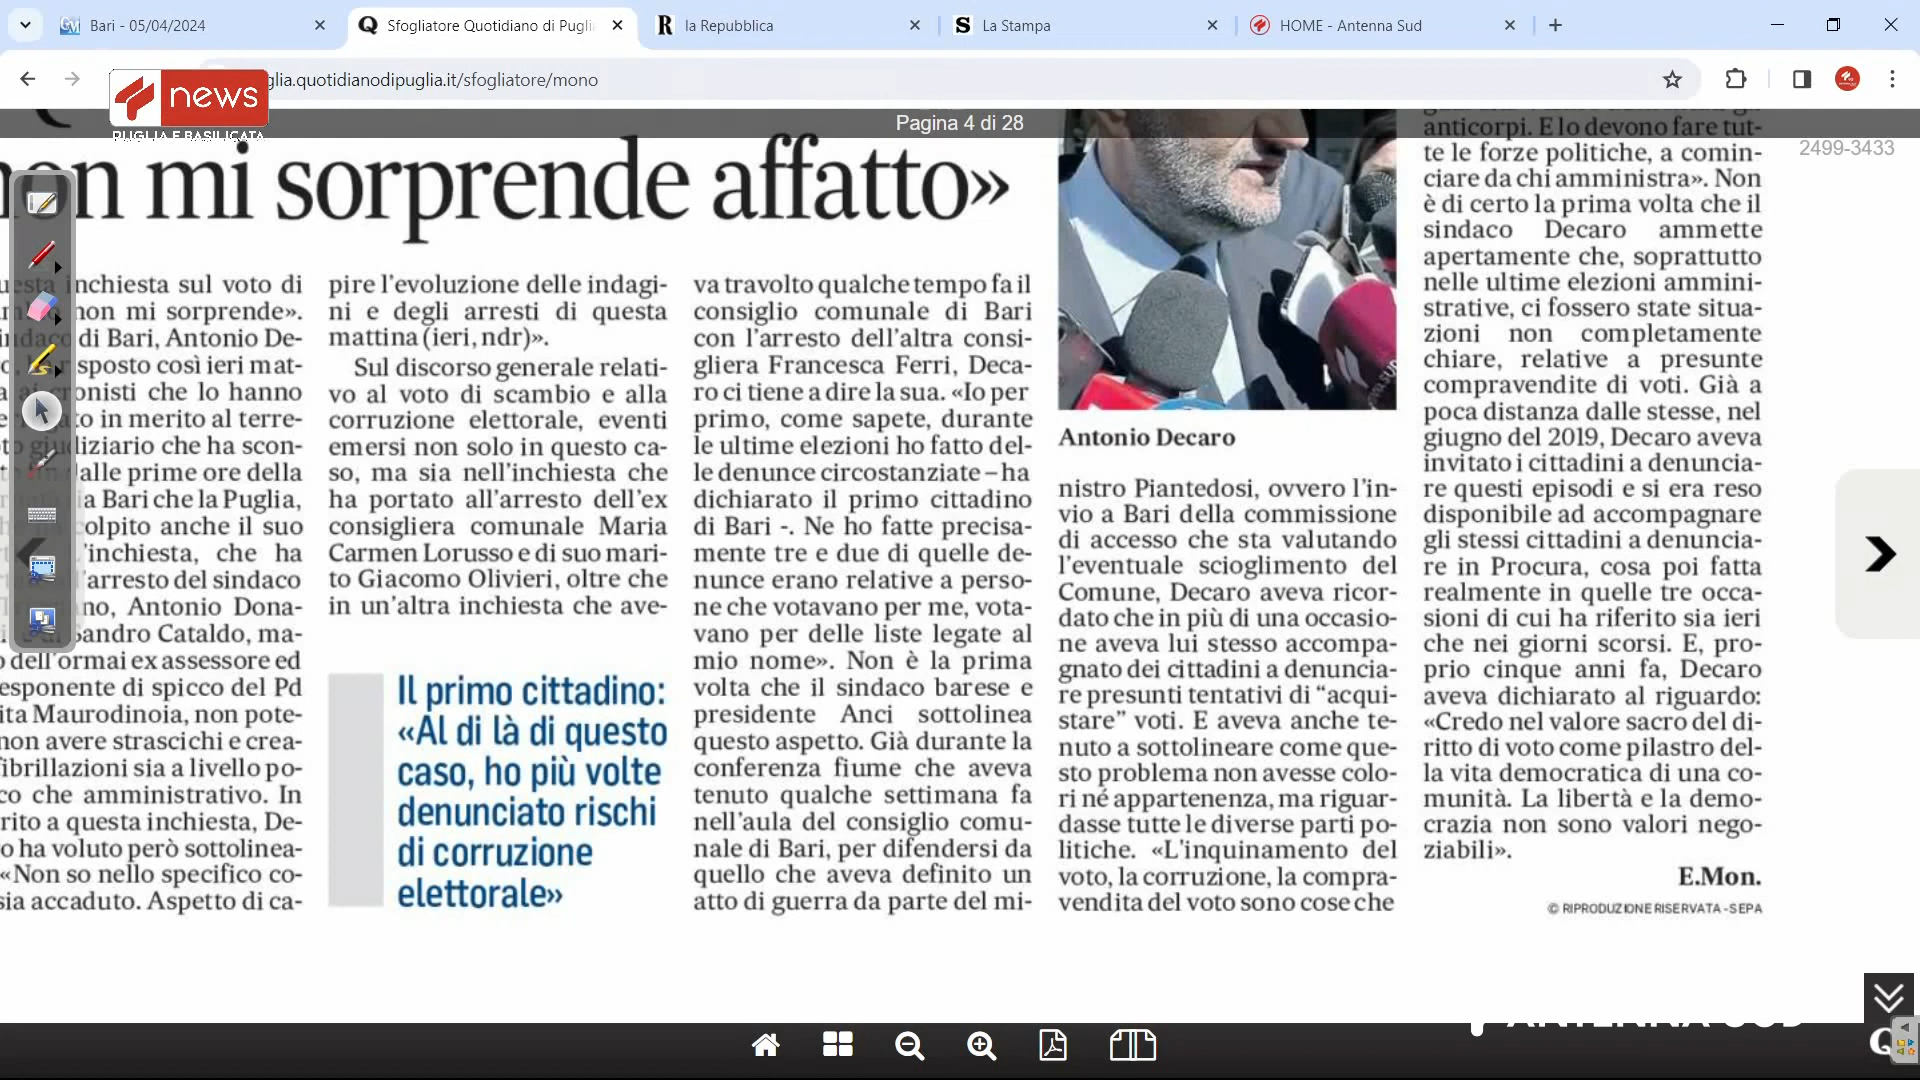 Bari - 05/04/2024
Sfogliatore Quotidiano di Pugli
la Repubblica
La Stampa
HOME - Antenna Sud
glia.quotidianodipuglia.it/sfogliatore/mono
news
PUGLIA E BASILICATA
Pagina 4 di 28
2499-3433
mi sorprende affatto»
inchiesta sul voto di
non mi sorprende».
di Bari, Antonio De-
sposto così ieri mat-
cronisti che lo hanno
to in merito al terre-
giudiziario che ha scon-
alle prime ore della
ia Bari che la Puglia,
colpito anche il suo
l'inchiesta, che ha
l'arresto del sindaco
no, Antonio Dona-
Sandro Cataldo, ma-
o dell'ormai ex assessore ed
esponente di spicco del Pd
ita Maurodinoia, non pote-
non avere strascichi e crea-
fibrillazioni sia a livello po-
co che amministrativo. In
rito a questa inchiesta, De-
o ha voluto però sottolinea-
«Non so nello specifico co-
sia accaduto. Aspetto di ca-
pire l'evoluzione delle indagi-
ni e degli arresti di questa
mattina (ieri, ndr)».
Sul discorso generale relati-
vo al voto di scambio e alla
corruzione elettorale, eventi
emersi non solo in questo ca-
so, ma sia nell'inchiesta che
ha portato all'arresto dell'ex
consigliera comunale Maria
Carmen Lorusso e di suo mari-
to Giacomo Olivieri, oltre che
in un'altra inchiesta che ave-
Il primo cittadino:
«Al di là di questo
caso, ho più volte
denunciato rischi
di corruzione
elettorale»
va travolto qualche tempo fa il
consiglio comunale di Bari
con l'arresto dell'altra consi-
gliera Francesca Ferri, Deca-
ro ci tiene a dire la sua. «Io per
primo, come sapete, durante
le ultime elezioni ho fatto del-
le denunce circostanziate – ha
dichiarato il primo cittadino
di Bari -. Ne ho fatte precisa-
mente tre e due di quelle de-
nunce erano relative a perso-
ne che votavano per me, vota-
vano per delle liste legate al
mio nome». Non è la prima
volta che il sindaco barese e
presidente Anci sottolinea
questo aspetto. Già durante la
conferenza fiume che aveva
tenuto qualche settimana fa
nell'aula del consiglio comu-
nale di Bari, per difendersi da
quello che aveva definito un
atto di guerra da parte del mi-
Antonio Decaro
nistro Piantedosi, ovvero l'in-
vio a Bari della commissione
di accesso che sta valutando
l'eventuale scioglimento del
Comune, Decaro aveva ricor-
dato che in più di una occasio-
ne aveva lui stesso accompa-
gnato dei cittadini a denuncia-
re presunti tentativi di “acqui-
stare” voti. E aveva anche te-
nuto a sottolineare come que-
sto problema non avesse colo-
ri né appartenenza, ma riguar-
dasse tutte le diverse parti po-
litiche. «L'inquinamento del
voto, la corruzione, la compra-
vendita del voto sono cose che
anticorpi. E lo devono fare tut-
te le forze politiche, a comin-
ciare da chi amministra». Non
è di certo la prima volta che il
sindaco Decaro ammette
apertamente che, soprattutto
nelle ultime elezioni ammini-
strative, ci fossero state situa-
zioni non completamente
chiare, relative a presunte
compravendite di voti. Già a
poca distanza dalle stesse, nel
giugno del 2019, Decaro aveva
invitato i cittadini a denuncia-
re questi episodi e si era reso
disponibile ad accompagnare
gli stessi cittadini a denuncia-
re in Procura, cosa poi fatta
realmente in quelle tre occa-
sioni di cui ha riferito sia ieri
che nei giorni scorsi. E, pro-
prio cinque anni fa, Decaro
aveva dichiarato al riguardo:
«Credo nel valore sacro del di-
ritto di voto come pilastro del-
la vita democratica di una co-
munità. La libertà e la demo-
crazia non sono valori nego-
ziabili».
E.Mon.
© RIPRODUZIONE RISERVATA - SEPA